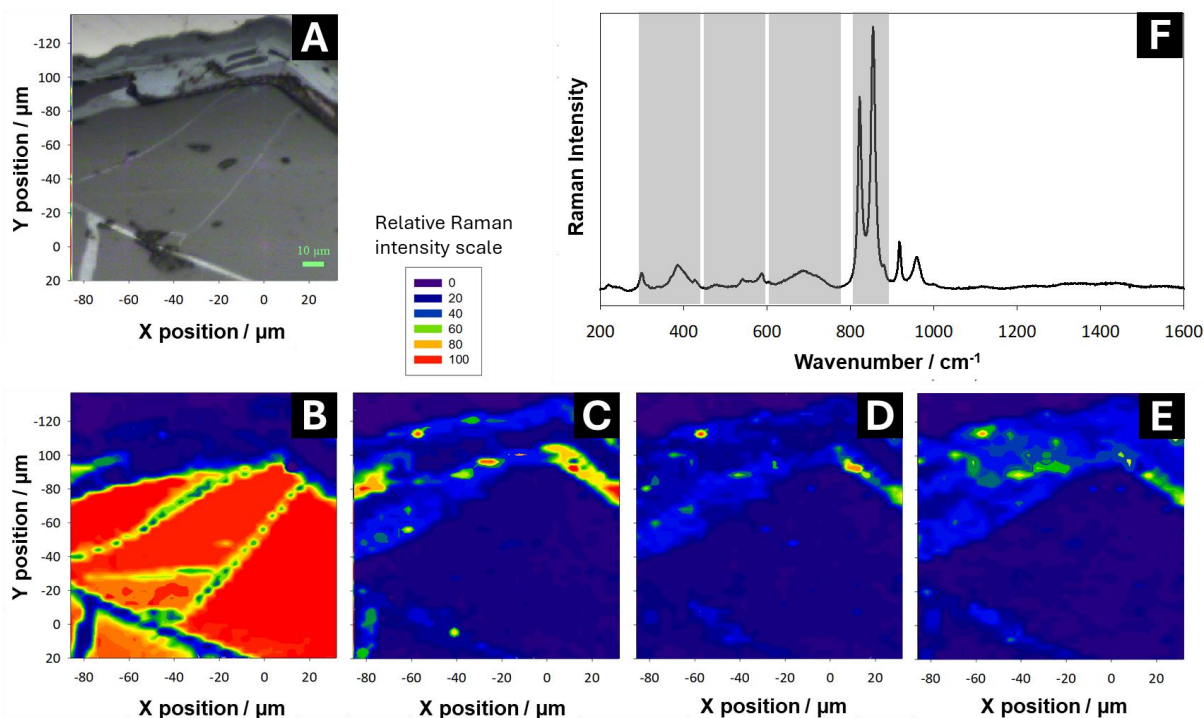 A
-120
100
-80
-60
-40
-20
0
20
Y position / µm
10 µm
-80 -60 -40 -20 0 20
X position / µm
Relative Raman
intensity scale
0
20
40
60
80
100
F
Raman Intensity
200 400 600 800 1000 1200 1400 1600
Wavenumber / cm-1
B
-120
100
-80
-60
-40
-20
0
20
Y position / µm
-80 -60 -40 -20 0 20
X position / µm
C
-80 -60 -40 -20 0 20
X position / µm
D
-80 -60 -40 -20 0 20
X position / µm
E
-80 -60 -40 -20 0 20
X position / µm